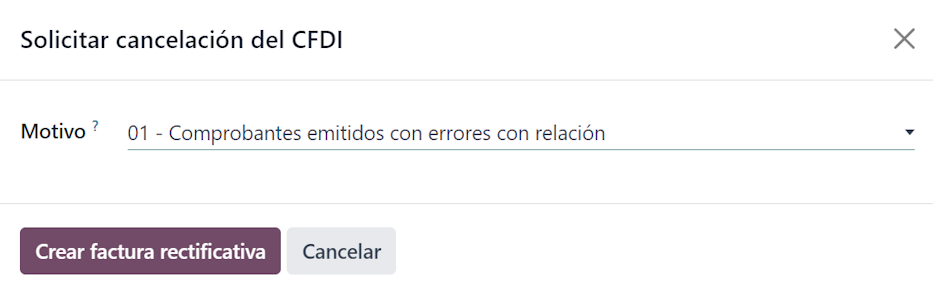 Solicitar cancelación del CFDI
Motivo ? 01 - Comprobantes emitidos con errores con relación
Crear factura rectificativa Cancelar